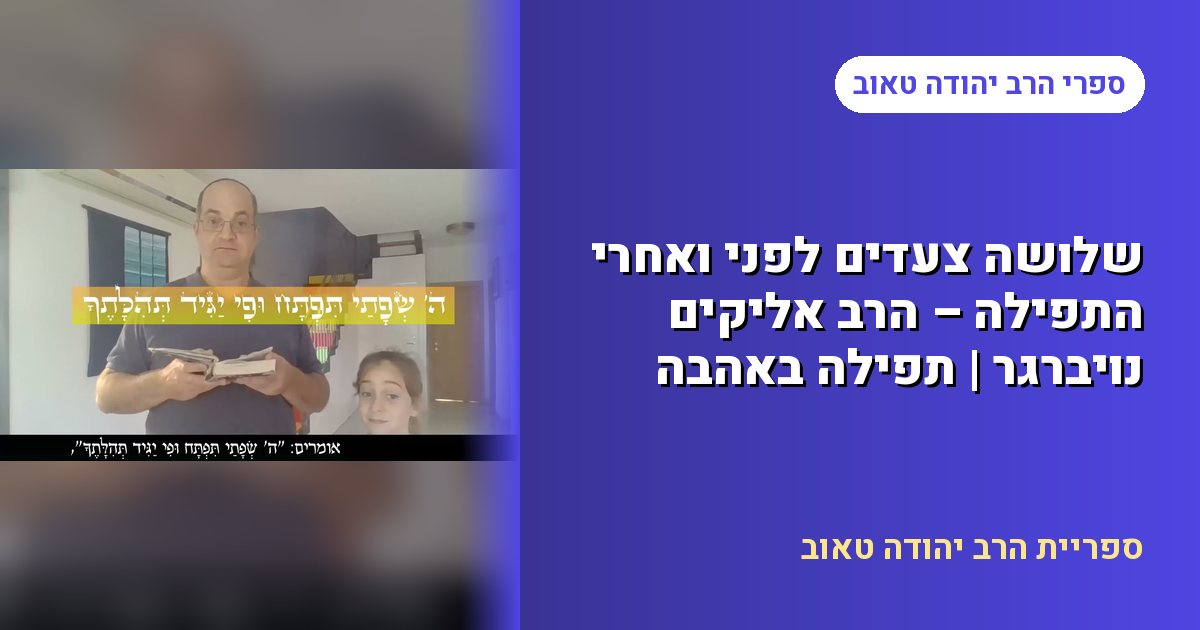 ספרי הרב יהודה טאוב
שלושה צעדים לפני ואחרי
התפילה – הרב אליקים
נויברגר | תפילה באהבה
ספריית הרב יהודה טאוב
ה' שְׂפָתַי תִּפְתָּח וּפִי יַגִּיד תְּהִלָּתֶךָ
אומרים: "ה' שְׂפָתַי תִּפְתָּח וּפִי יַגִּיד תְּהִלָּתֶךָ",